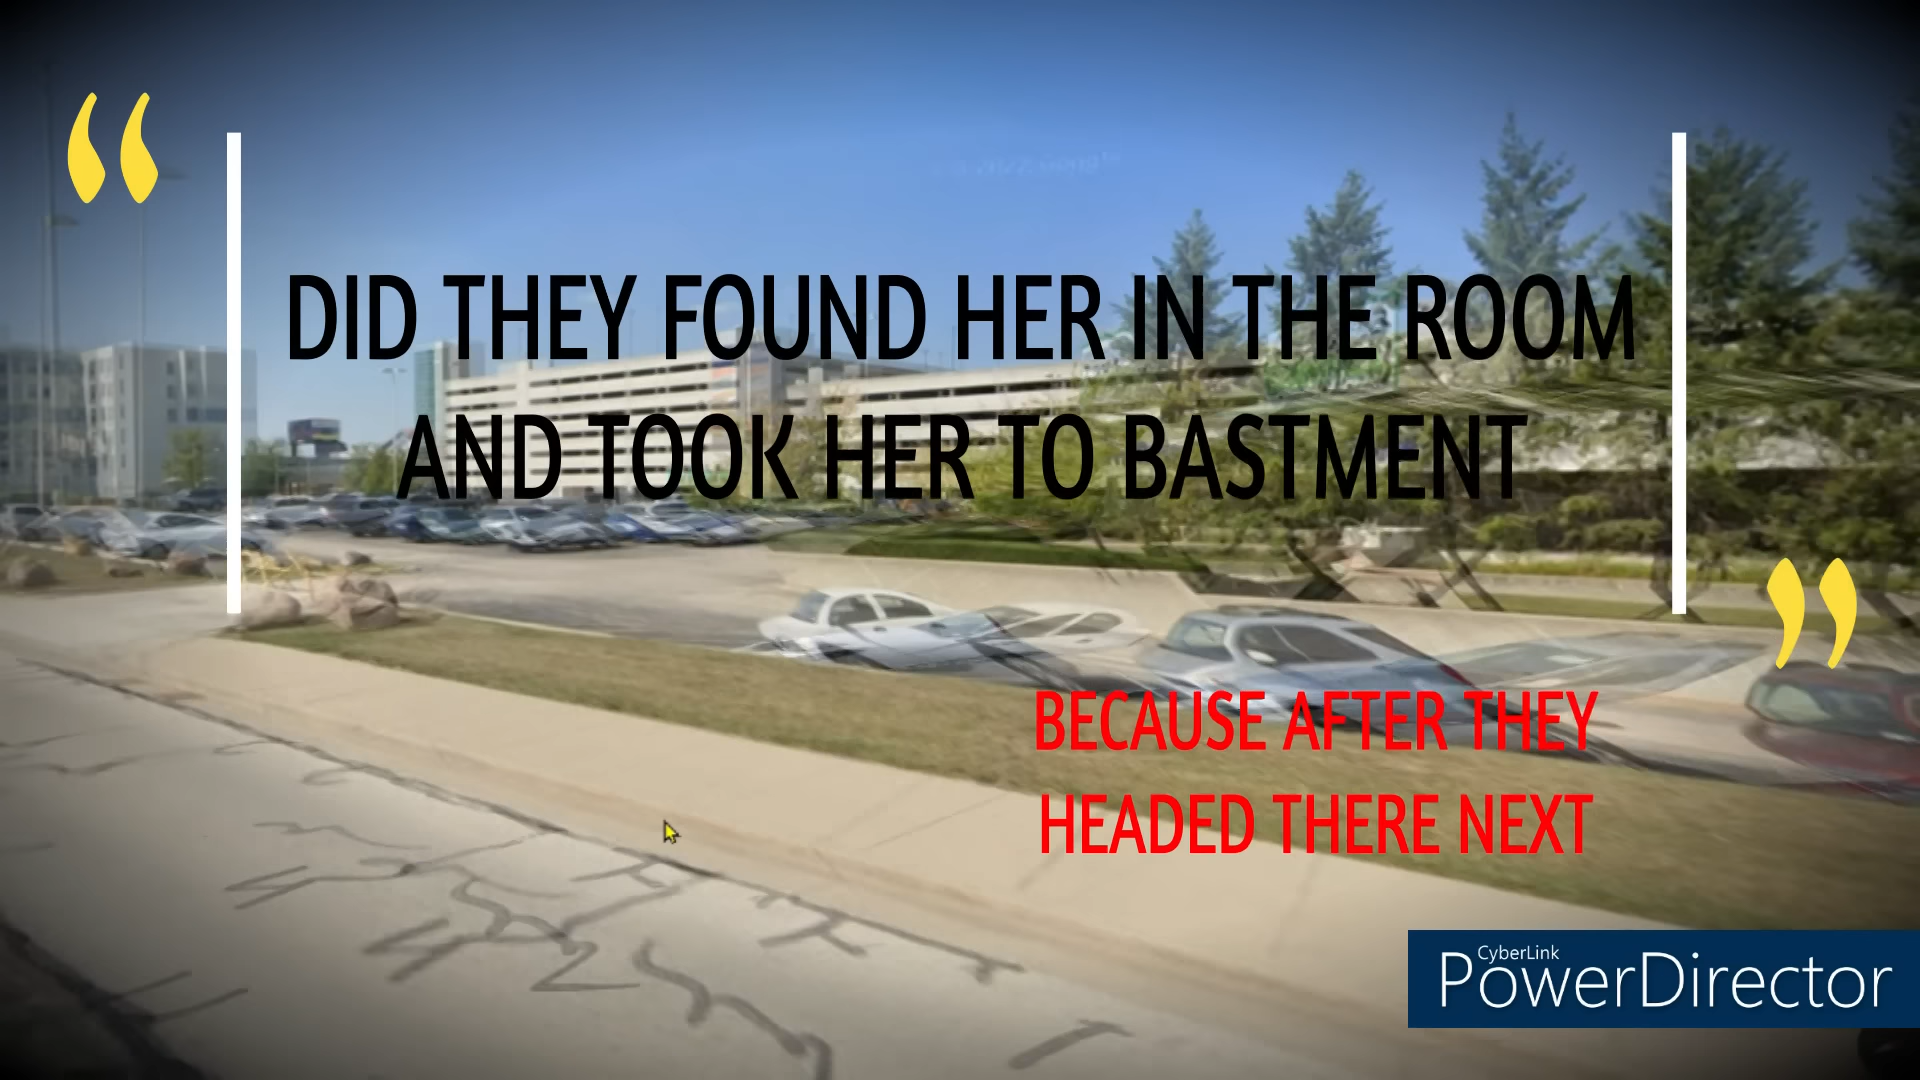 DID THEY FOUND HER IN THE ROOM
AND TOOK HER TO BASTMENT
BECAUSE AFTER THEY
HEADED THERE NEXT
CyberLink
PowerDirector